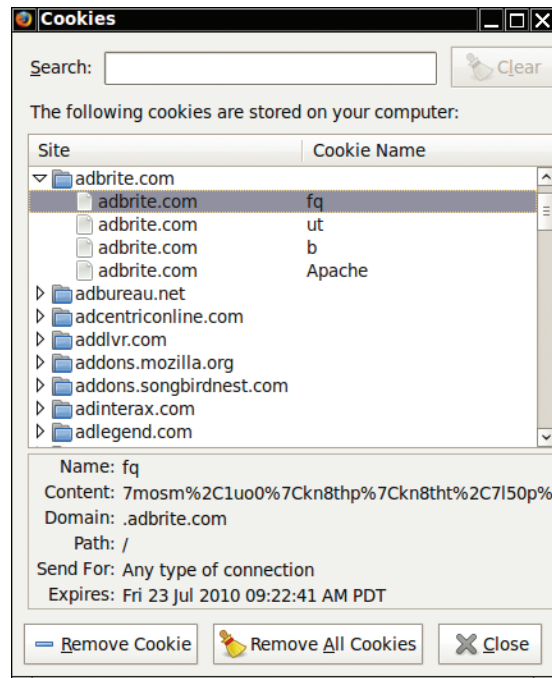 Cookies
Search:
Clear
The following cookies are stored on your computer:
Site Cookie Name
adbrite.com
adbrite.com fq
adbrite.com ut
adbrite.com b
adbrite.com Apache
adbureau.net
adcentriconline.com
addlvr.com
addons.mozilla.org
addons.songbirdnest.com
adinterax.com
adlegend.com
Name: fq
Content: 7mosm%2C1uo0%7Ckn8thp%7Ckn8tht%2C7l50p%
Domain: .adbrite.com
Path: /
Send For: Any type of connection
Expires: Fri 23 Jul 2010 09:22:41 AM PDT
Remove Cookie Remove All Cookies Close